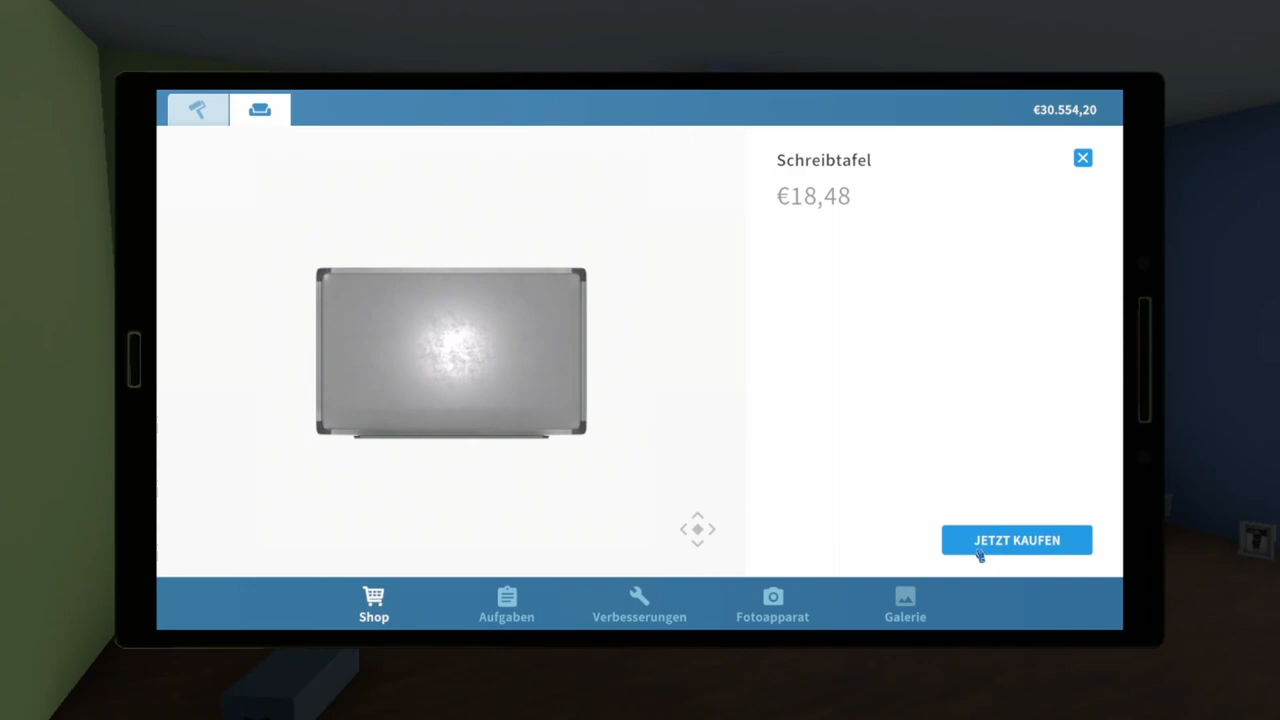 €30.554,20
Schreibtafel
€18,48
JETZT KAUFEN
Shop
Aufgaben
Verbesserungen
Fotoapparat
Galerie